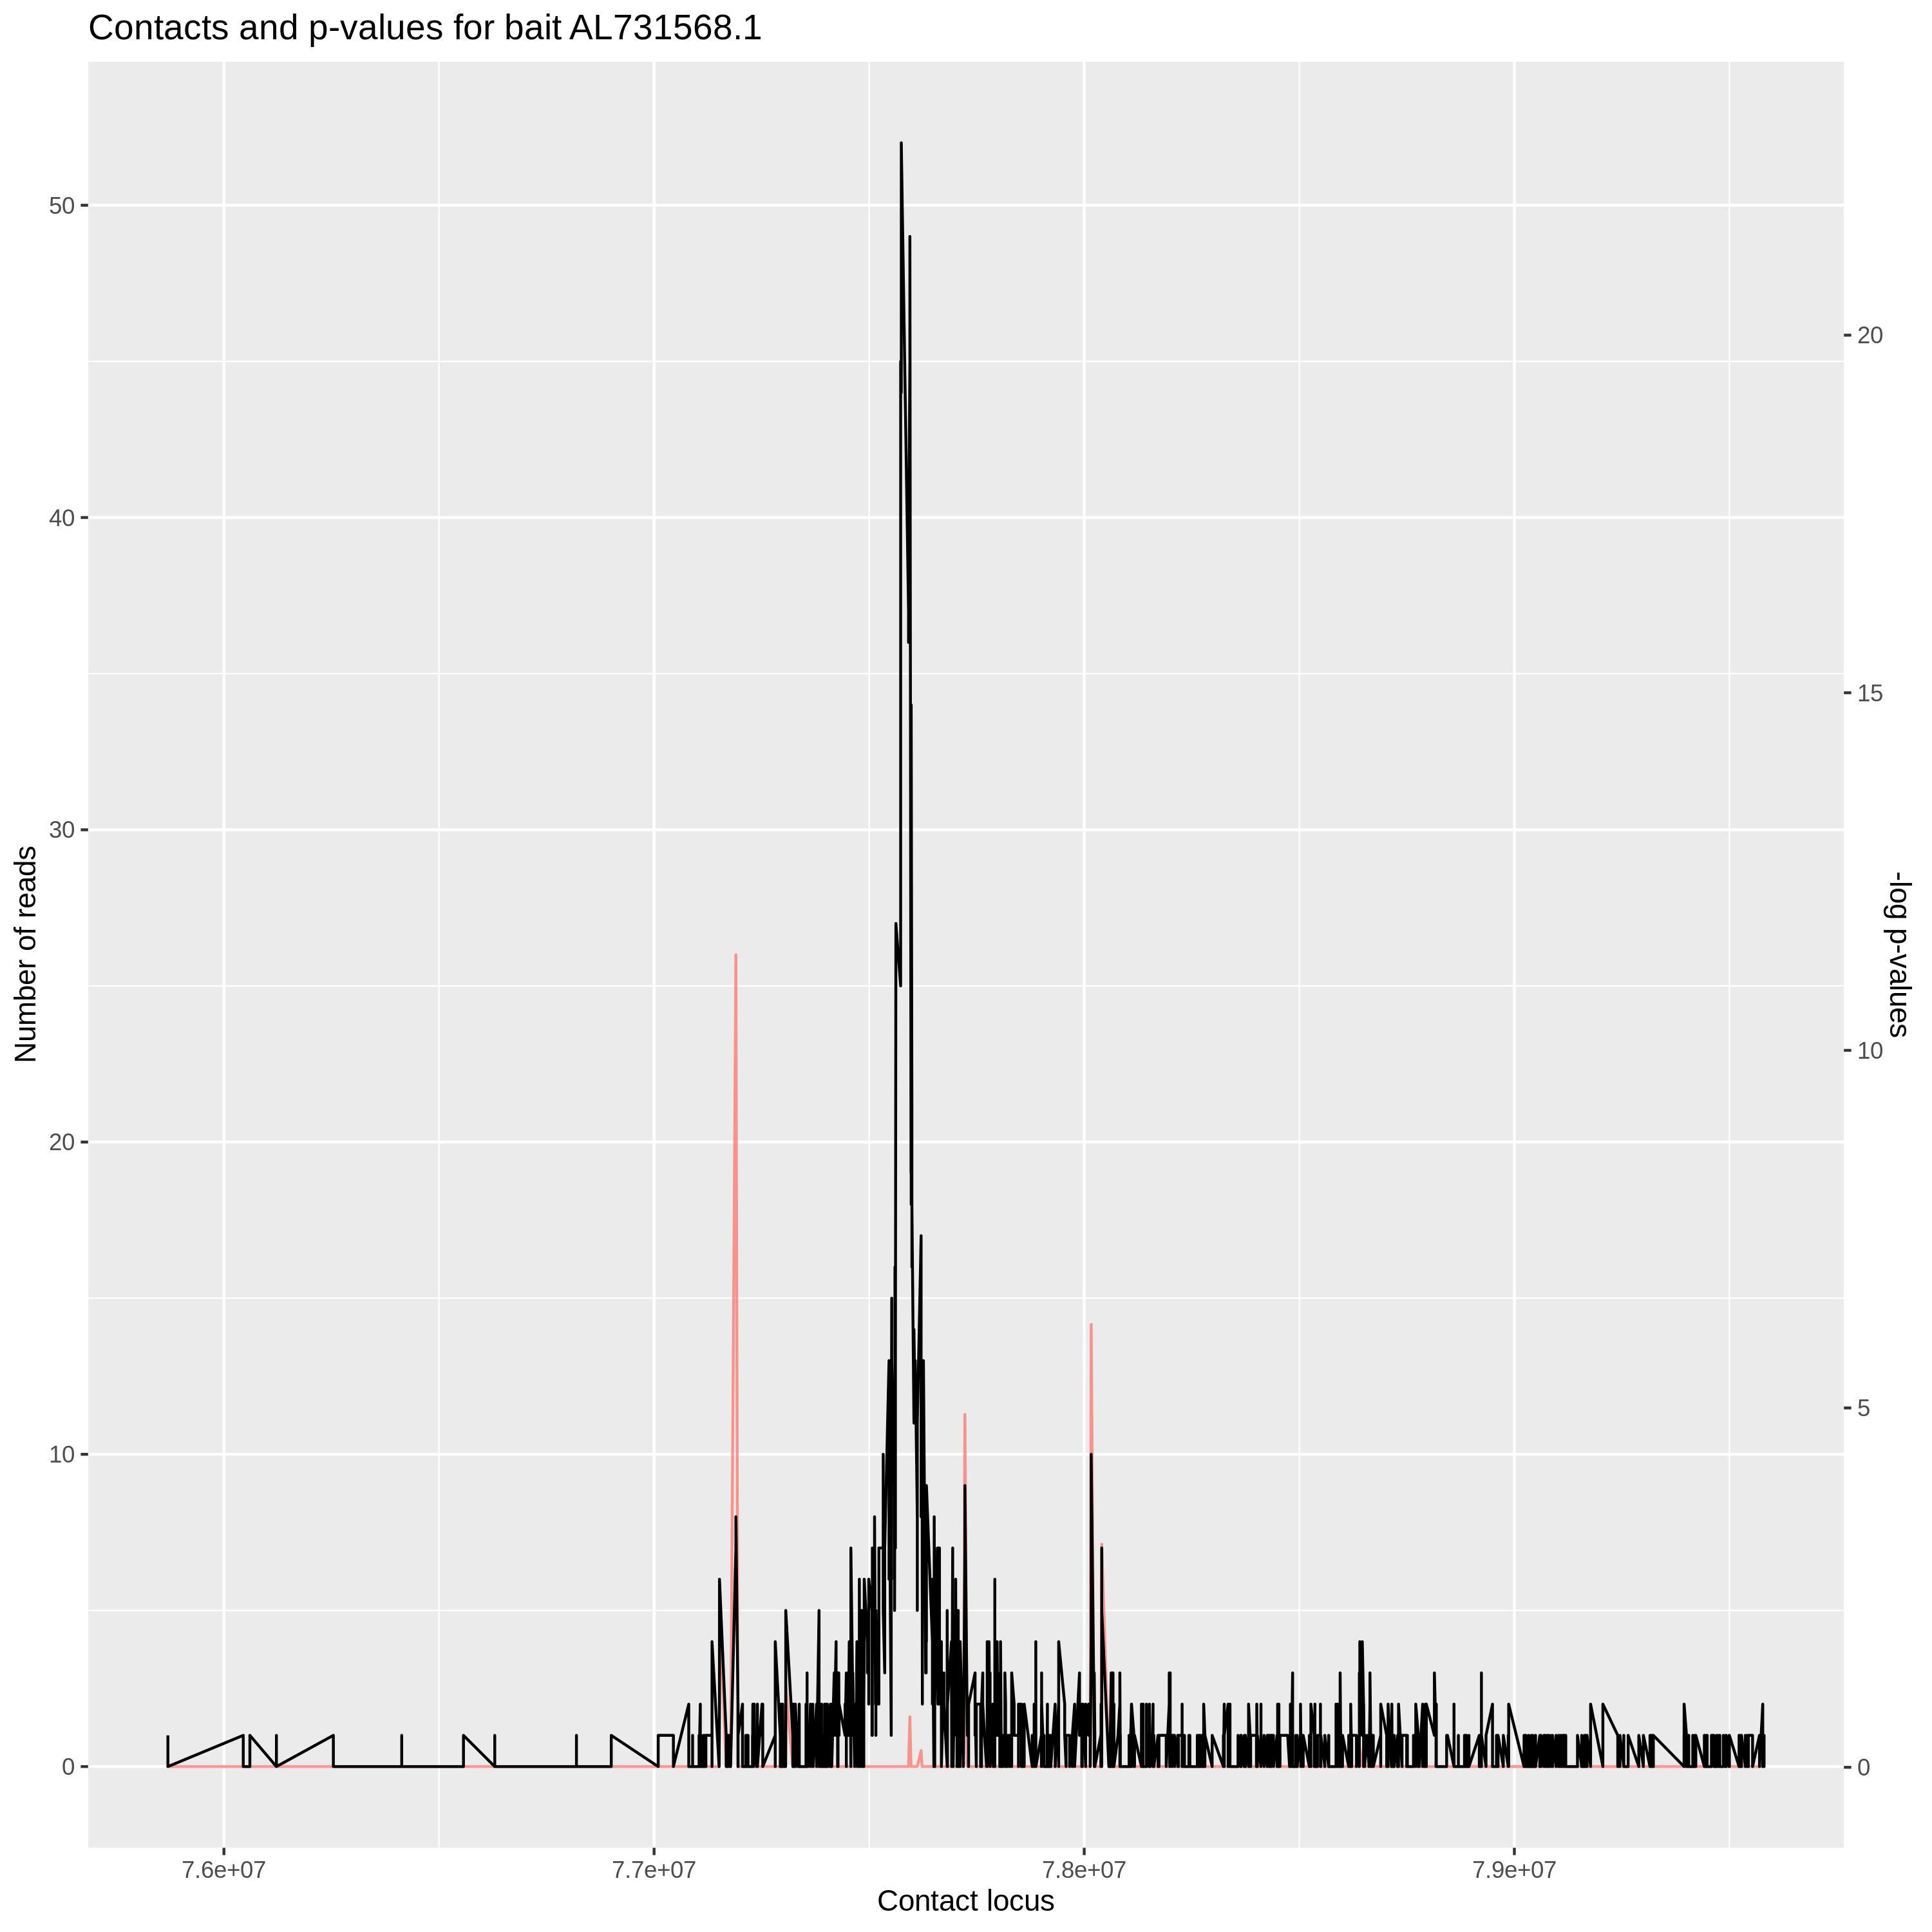 Contacts and p-values for bait AL731568.1
Number of reads
50
40
30
20
10
0
20
15
10
5
0
-log p-values
7.6e+07
7.7e+07
7.8e+07
7.9e+07
Contact locus